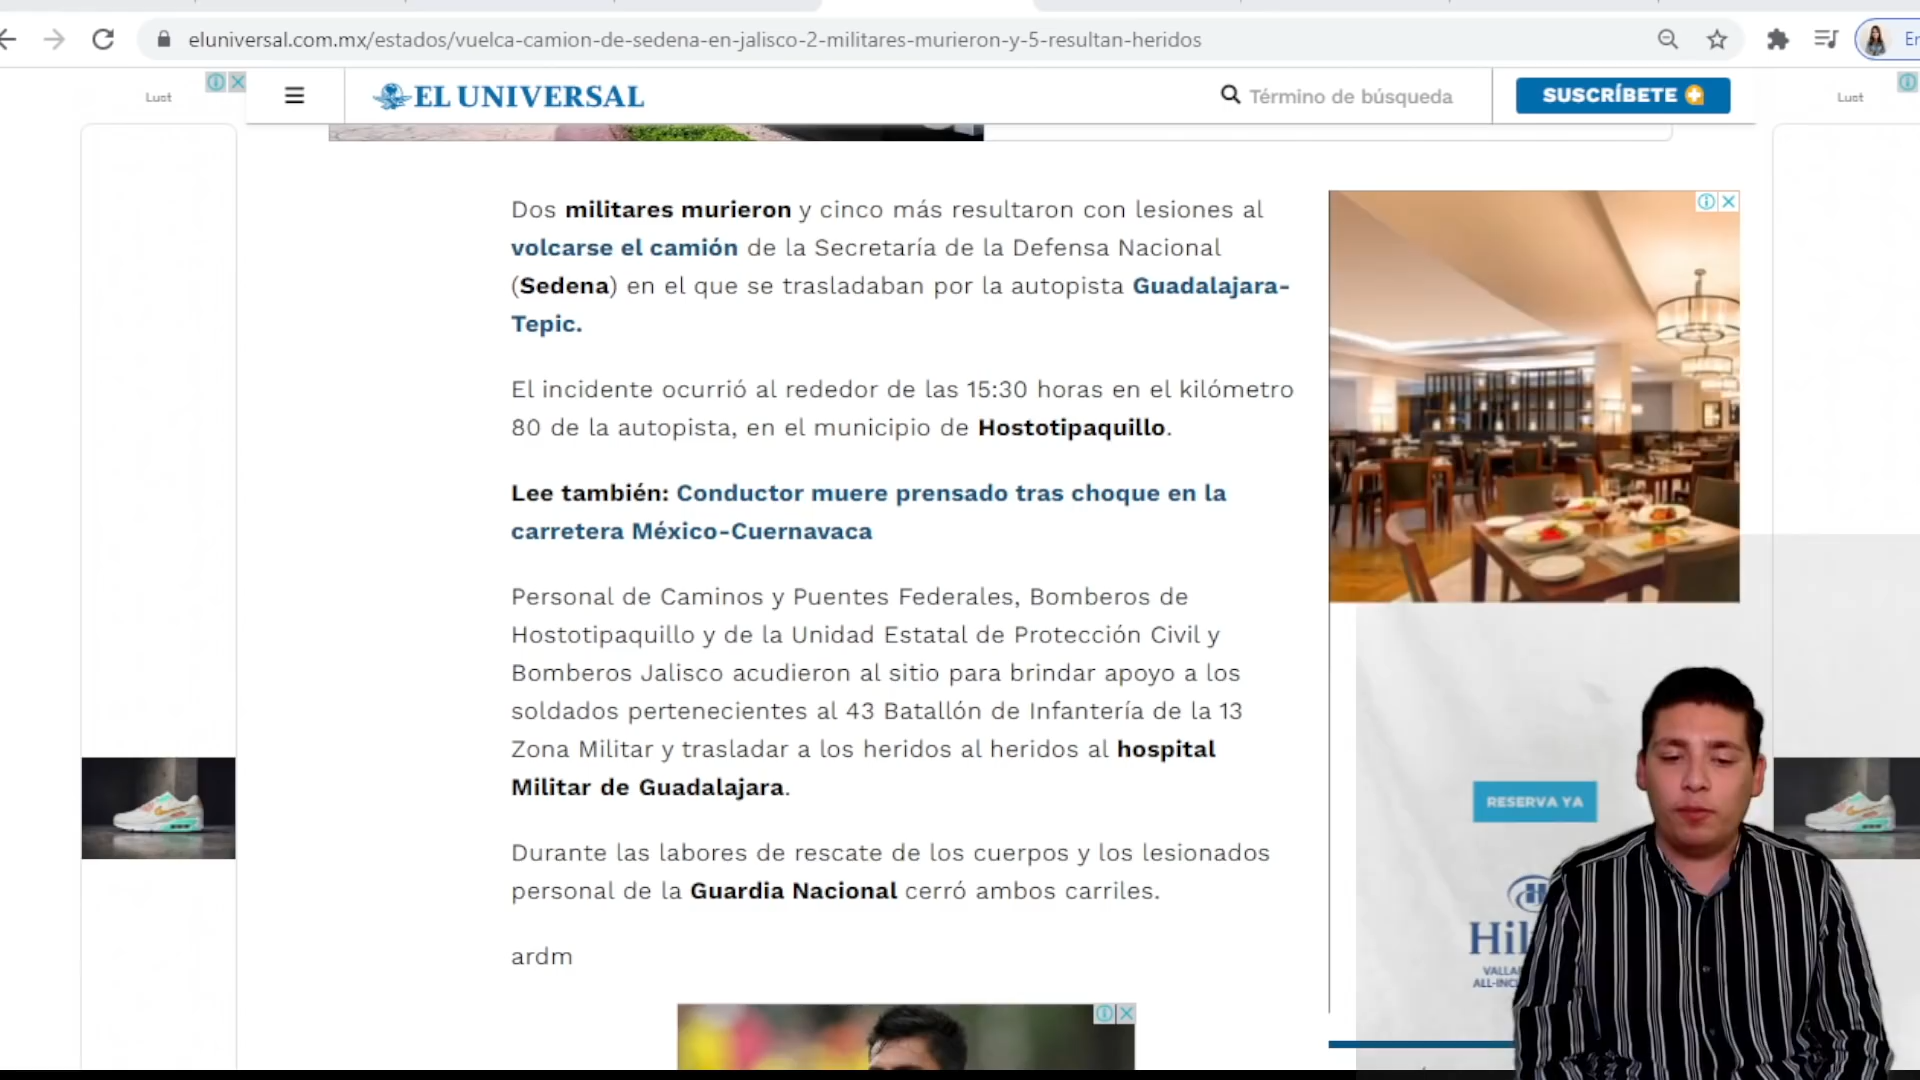 eluniversal.com.mx/estados/vuelca-camion-de-sedena-en-jalisco-2-militares-murieron-y-5-resultan-heridos
Luot
EL UNIVERSAL
Término de búsqueda
SUSCRÍBETE
Luot
Dos militares murieron y cinco más resultaron con lesiones al
volcarse el camión de la Secretaría de la Defensa Nacional
(Sedena) en el que se trasladaban por la autopista Guadalajara-
Tepic.
El incidente ocurrió al rededor de las 15:30 horas en el kilómetro
80 de la autopista, en el municipio de Hostotipaquillo.
Lee también: Conductor muere prensado tras choque en la
carretera México-Cuernavaca
Personal de Caminos y Puentes Federales, Bomberos de
Hostotipaquillo y de la Unidad Estatal de Protección Civil y
Bomberos Jalisco acudieron al sitio para brindar apoyo a los
soldados pertenecientes al 43 Batallón de Infantería de la 13
Zona Militar y trasladar a los heridos al heridos al hospital
Militar de Guadalajara.
Durante las labores de rescate de los cuerpos y los lesionados
personal de la Guardia Nacional cerró ambos carriles.
ardm
RESERVA YA